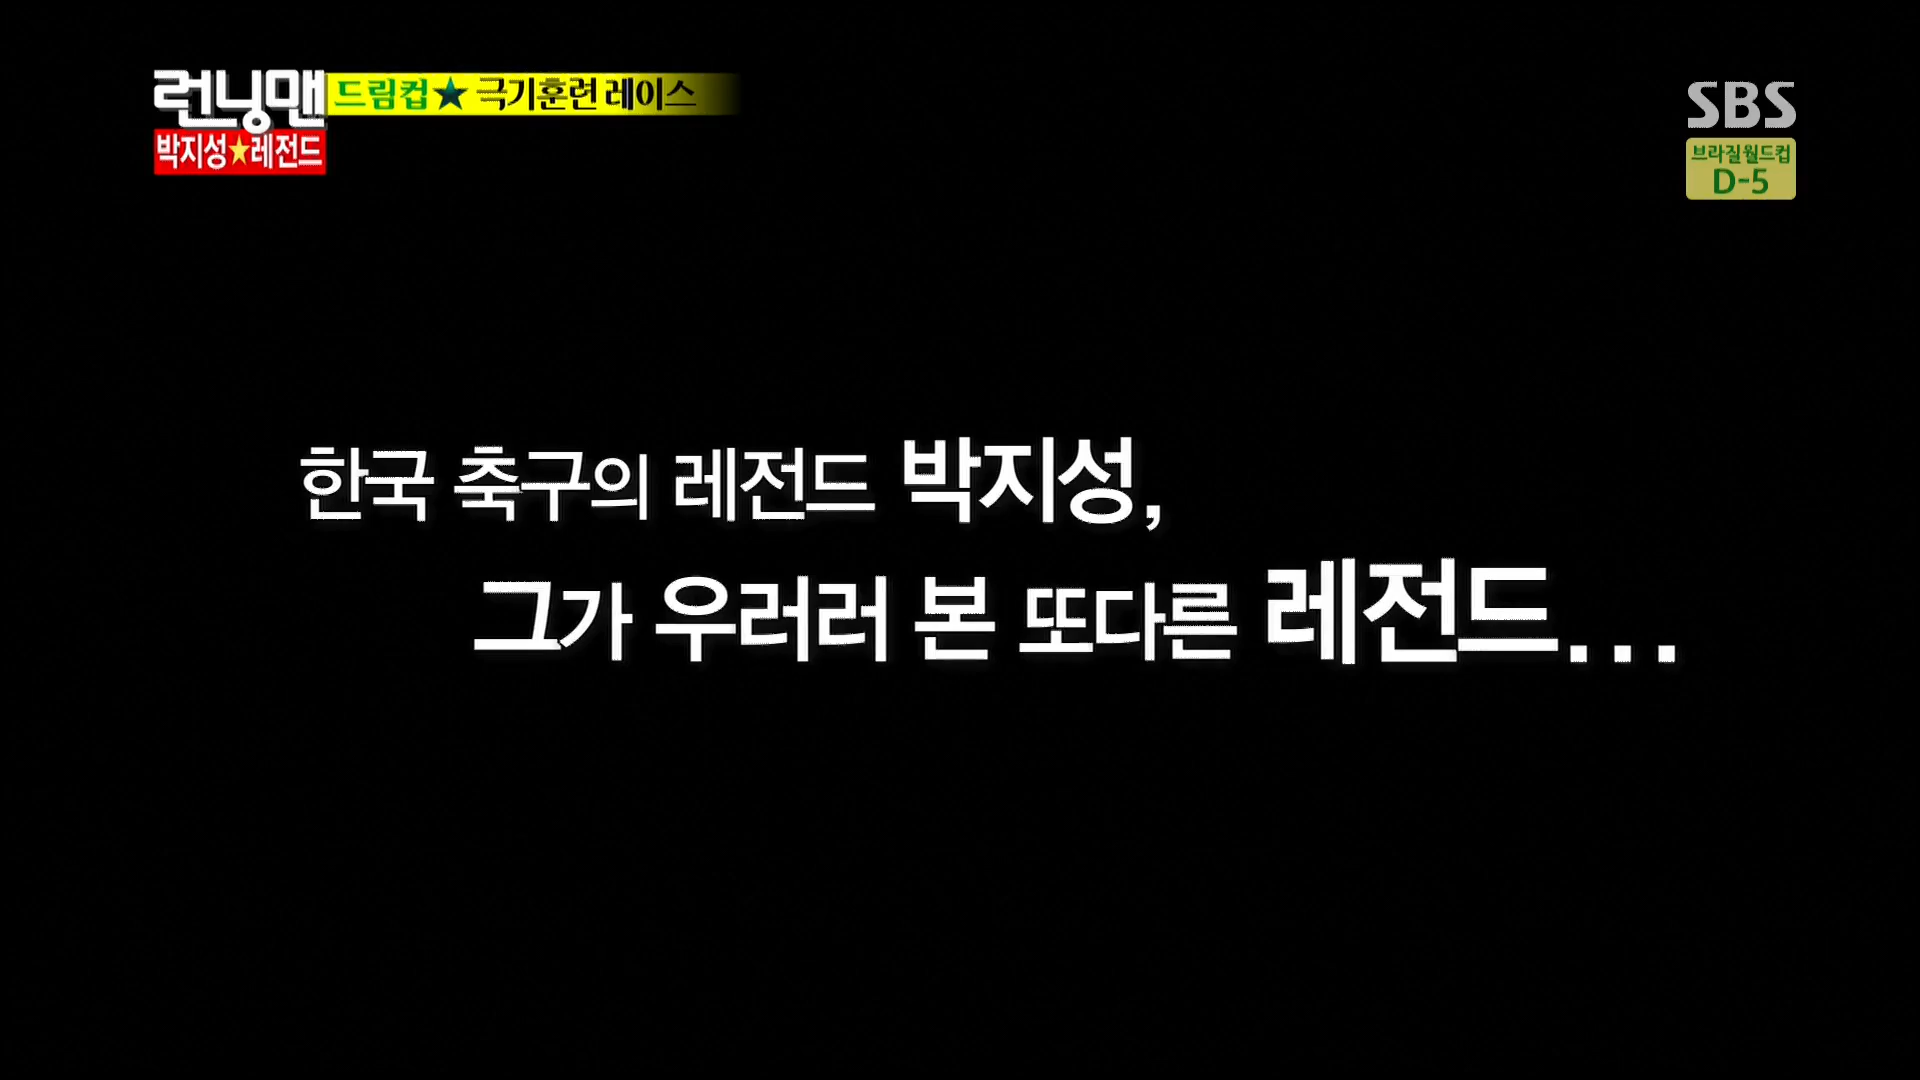 런닝맨 드림컵★극기훈련 레이스
박지성★레전드
SBS
브라질월드컵
D-5
한국 축구의 레전드 박지성,
그가 우러러 본 또다른 레전드...